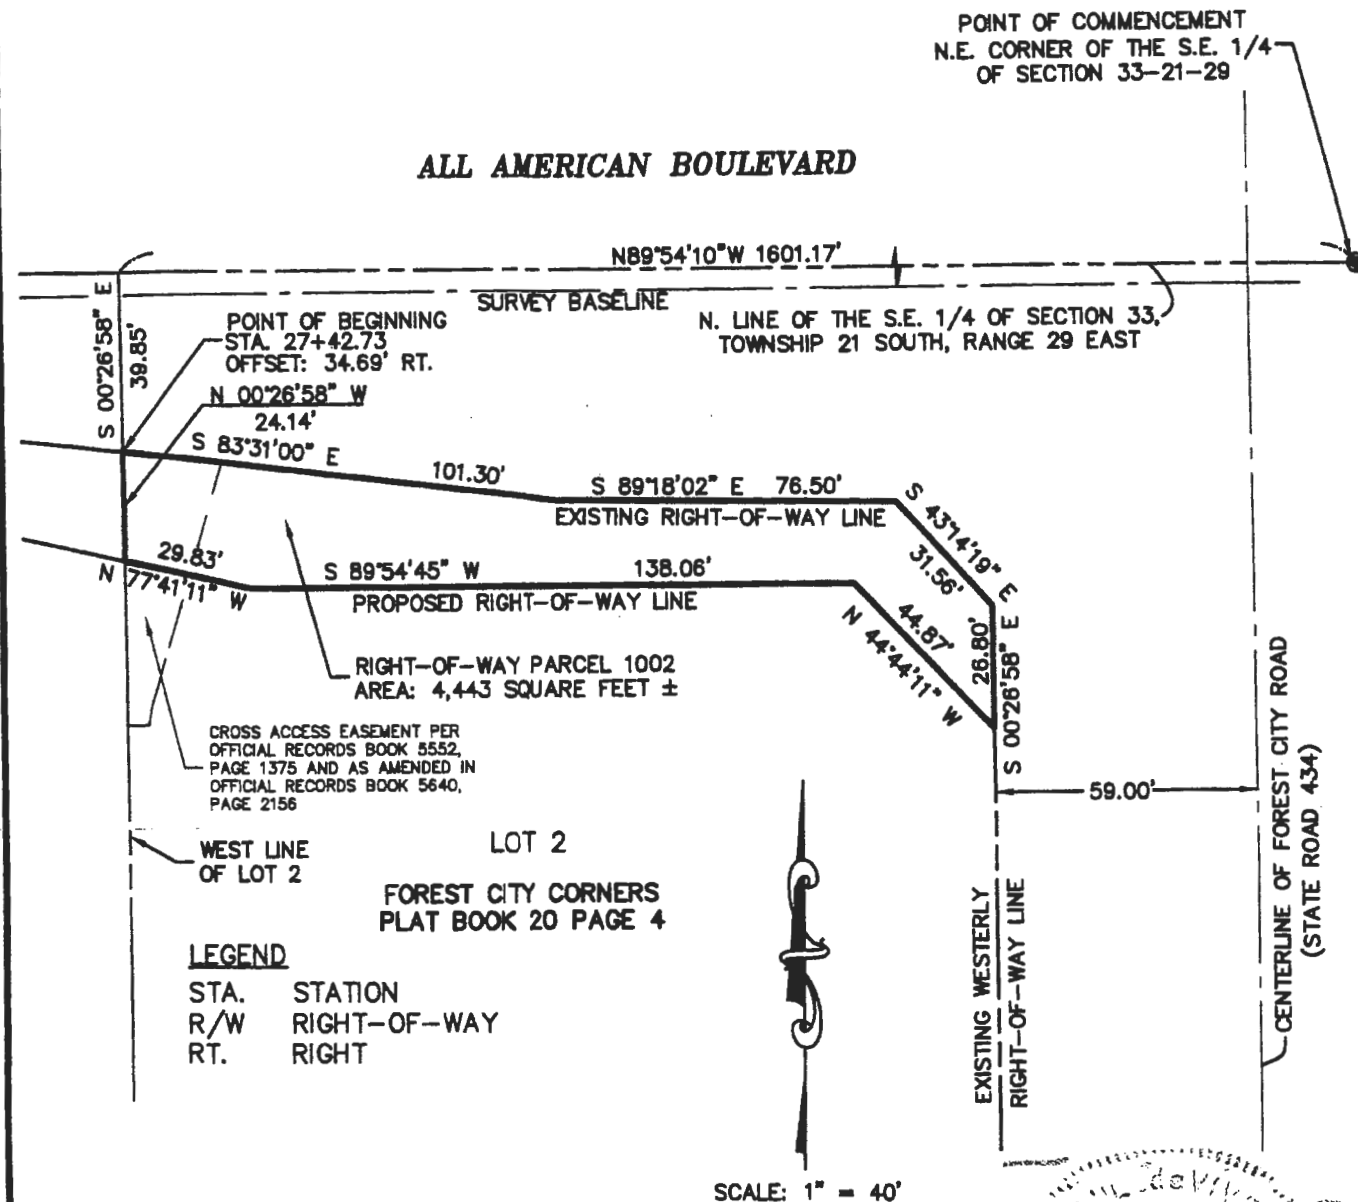 POINT OF COMMENCEMENT
N.E. CORNER OF THE S.E. 1/4
OF SECTION 33-21-29
ALL AMERICAN BOULEVARD
N89°54'10"W 1601.17'
SURVEY BASELINE
N. LINE OF THE S.E. 1/4 OF SECTION 33,
TOWNSHIP 21 SOUTH, RANGE 29 EAST
S 00°26'58" E
39.85'
POINT OF BEGINNING
STA. 27+42.73
OFFSET: 34.69' RT.
N 00°26'58" W
24.14'
S 83°31'00" E
101.30'
S 89°18'02" E 76.50'
EXISTING RIGHT-OF-WAY LINE
S 43°14'19" E
31.56'
29.83'
N 77°41'11" W
S 89°54'45" W 138.06'
PROPOSED RIGHT-OF-WAY LINE
44.87'
N 44°44'11" W
26.80'
S 00°26'58" E
RIGHT-OF-WAY PARCEL 1002
AREA: 4,443 SQUARE FEET ±
CROSS ACCESS EASEMENT PER
OFFICIAL RECORDS BOOK 5552,
PAGE 1375 AND AS AMENDED IN
OFFICIAL RECORDS BOOK 5640,
PAGE 2156
59.00'
WEST LINE
OF LOT 2
LOT 2
FOREST CITY CORNERS
PLAT BOOK 20 PAGE 4
EXISTING WESTERLY
RIGHT-OF-WAY LINE
CENTERLINE OF FOREST CITY ROAD
(STATE ROAD 434)
LEGEND
STA. STATION
R/W RIGHT-OF-WAY
RT. RIGHT
SCALE: 1" = 40'